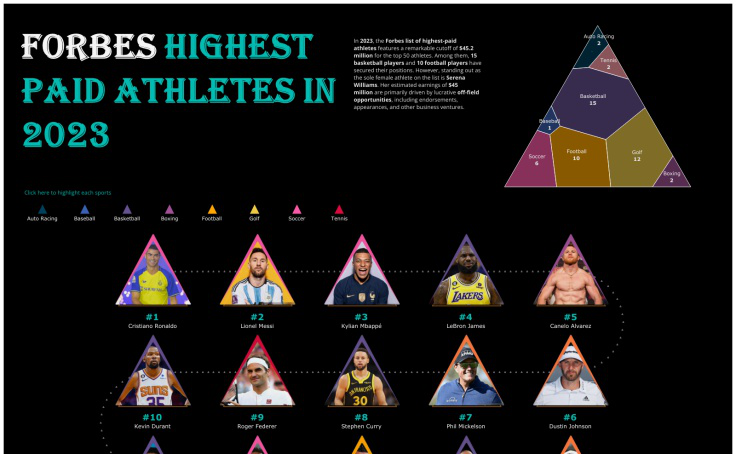 FORBES HIGHEST
PAID ATHLETES IN
2023
In 2023, the Forbes list of highest-paid
athletes features a remarkable cutoff of $45.2
million for the top 50 athletes. Among them, 15
basketball players and 10 football players have
secured their positions. However, standing out as
the sole female athlete on the list is Serena
Williams. Her estimated earnings of $45
million are primarily driven by lucrative off-field
opportunities, including endorsements,
appearances, and other business ventures.
Auto Racing
2
Tennis
2
Basketball
15
Baseball
1
Soccer
6
Football
10
Golf
12
Boxing
2
Click here to highlight each sports
Auto Racing Baseball Basketball Boxing Football Golf Soccer Tennis
LAKERS
#1 #2 #3 #4 #5
Cristiano Ronaldo Lionel Messi Kylian Mbappé LeBron James Canelo Alvarez
SUNS
35
30
#10 #9 #8 #7 #6
Kevin Durant Roger Federer Stephen Curry Phil Mickelson Dustin Johnson